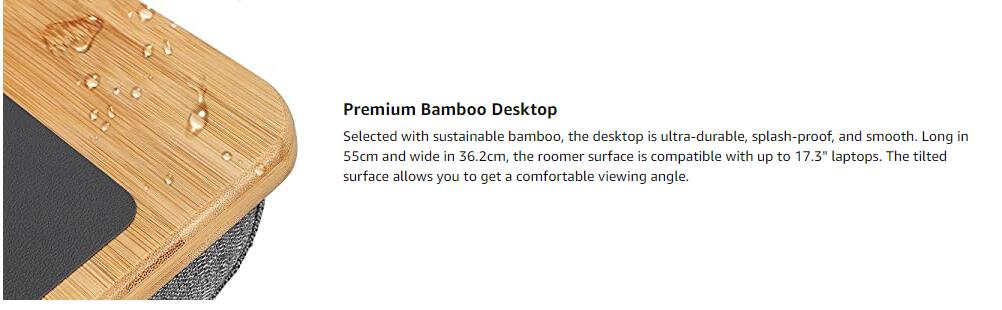 Premium Bamboo Desktop
Selected with sustainable bamboo, the desktop is ultra-durable, splash-proof, and smooth. Long in
55cm and wide in 36.2cm, the roomer surface is compatible with up to 17.3" laptops. The tilted
surface allows you to get a comfortable viewing angle.